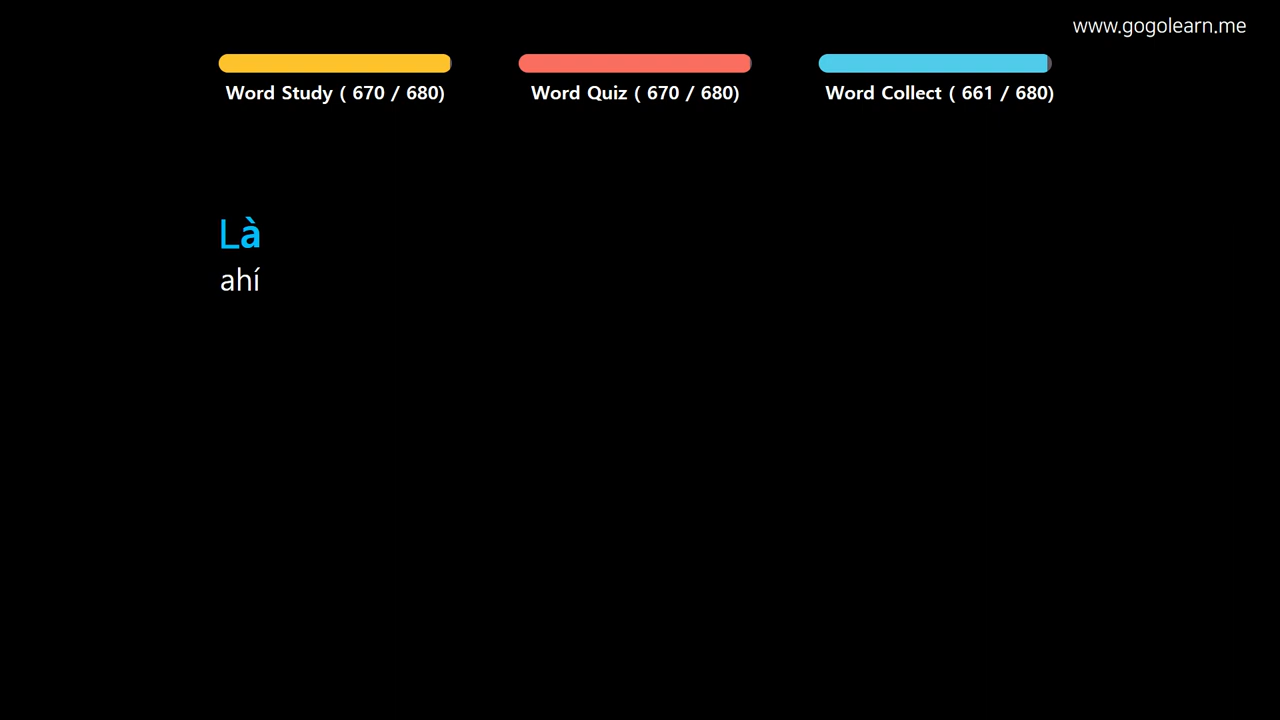 www.gogolearn.me
Word Study ( 670 / 680)
Word Quiz ( 670 / 680)
Word Collect ( 661 / 680)
Là
ahí